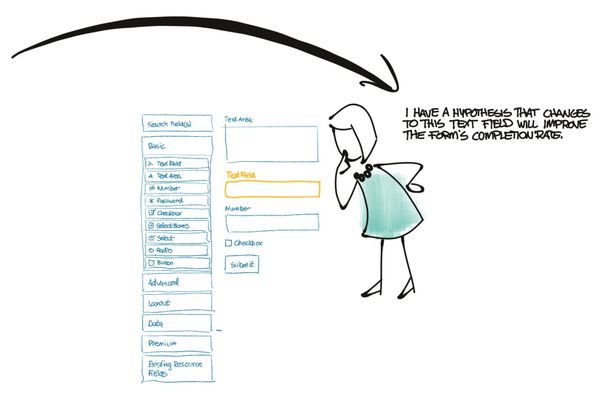 I HAVE A HYPOTHESIS THAT CHANGES
TO THIS TEXT FIELD WILL IMPROVE
THE FORM'S COMPLETION RATE.
Search Field(s)
Basic
Text Field
Text Area
Number
Password
Checkbox
Select Boxes
Select
Radio
Button
Advanced
Layout
Data
Premium
Existing Resource
Fields
Text Area
Text Field
Number
Checkbox
Submit